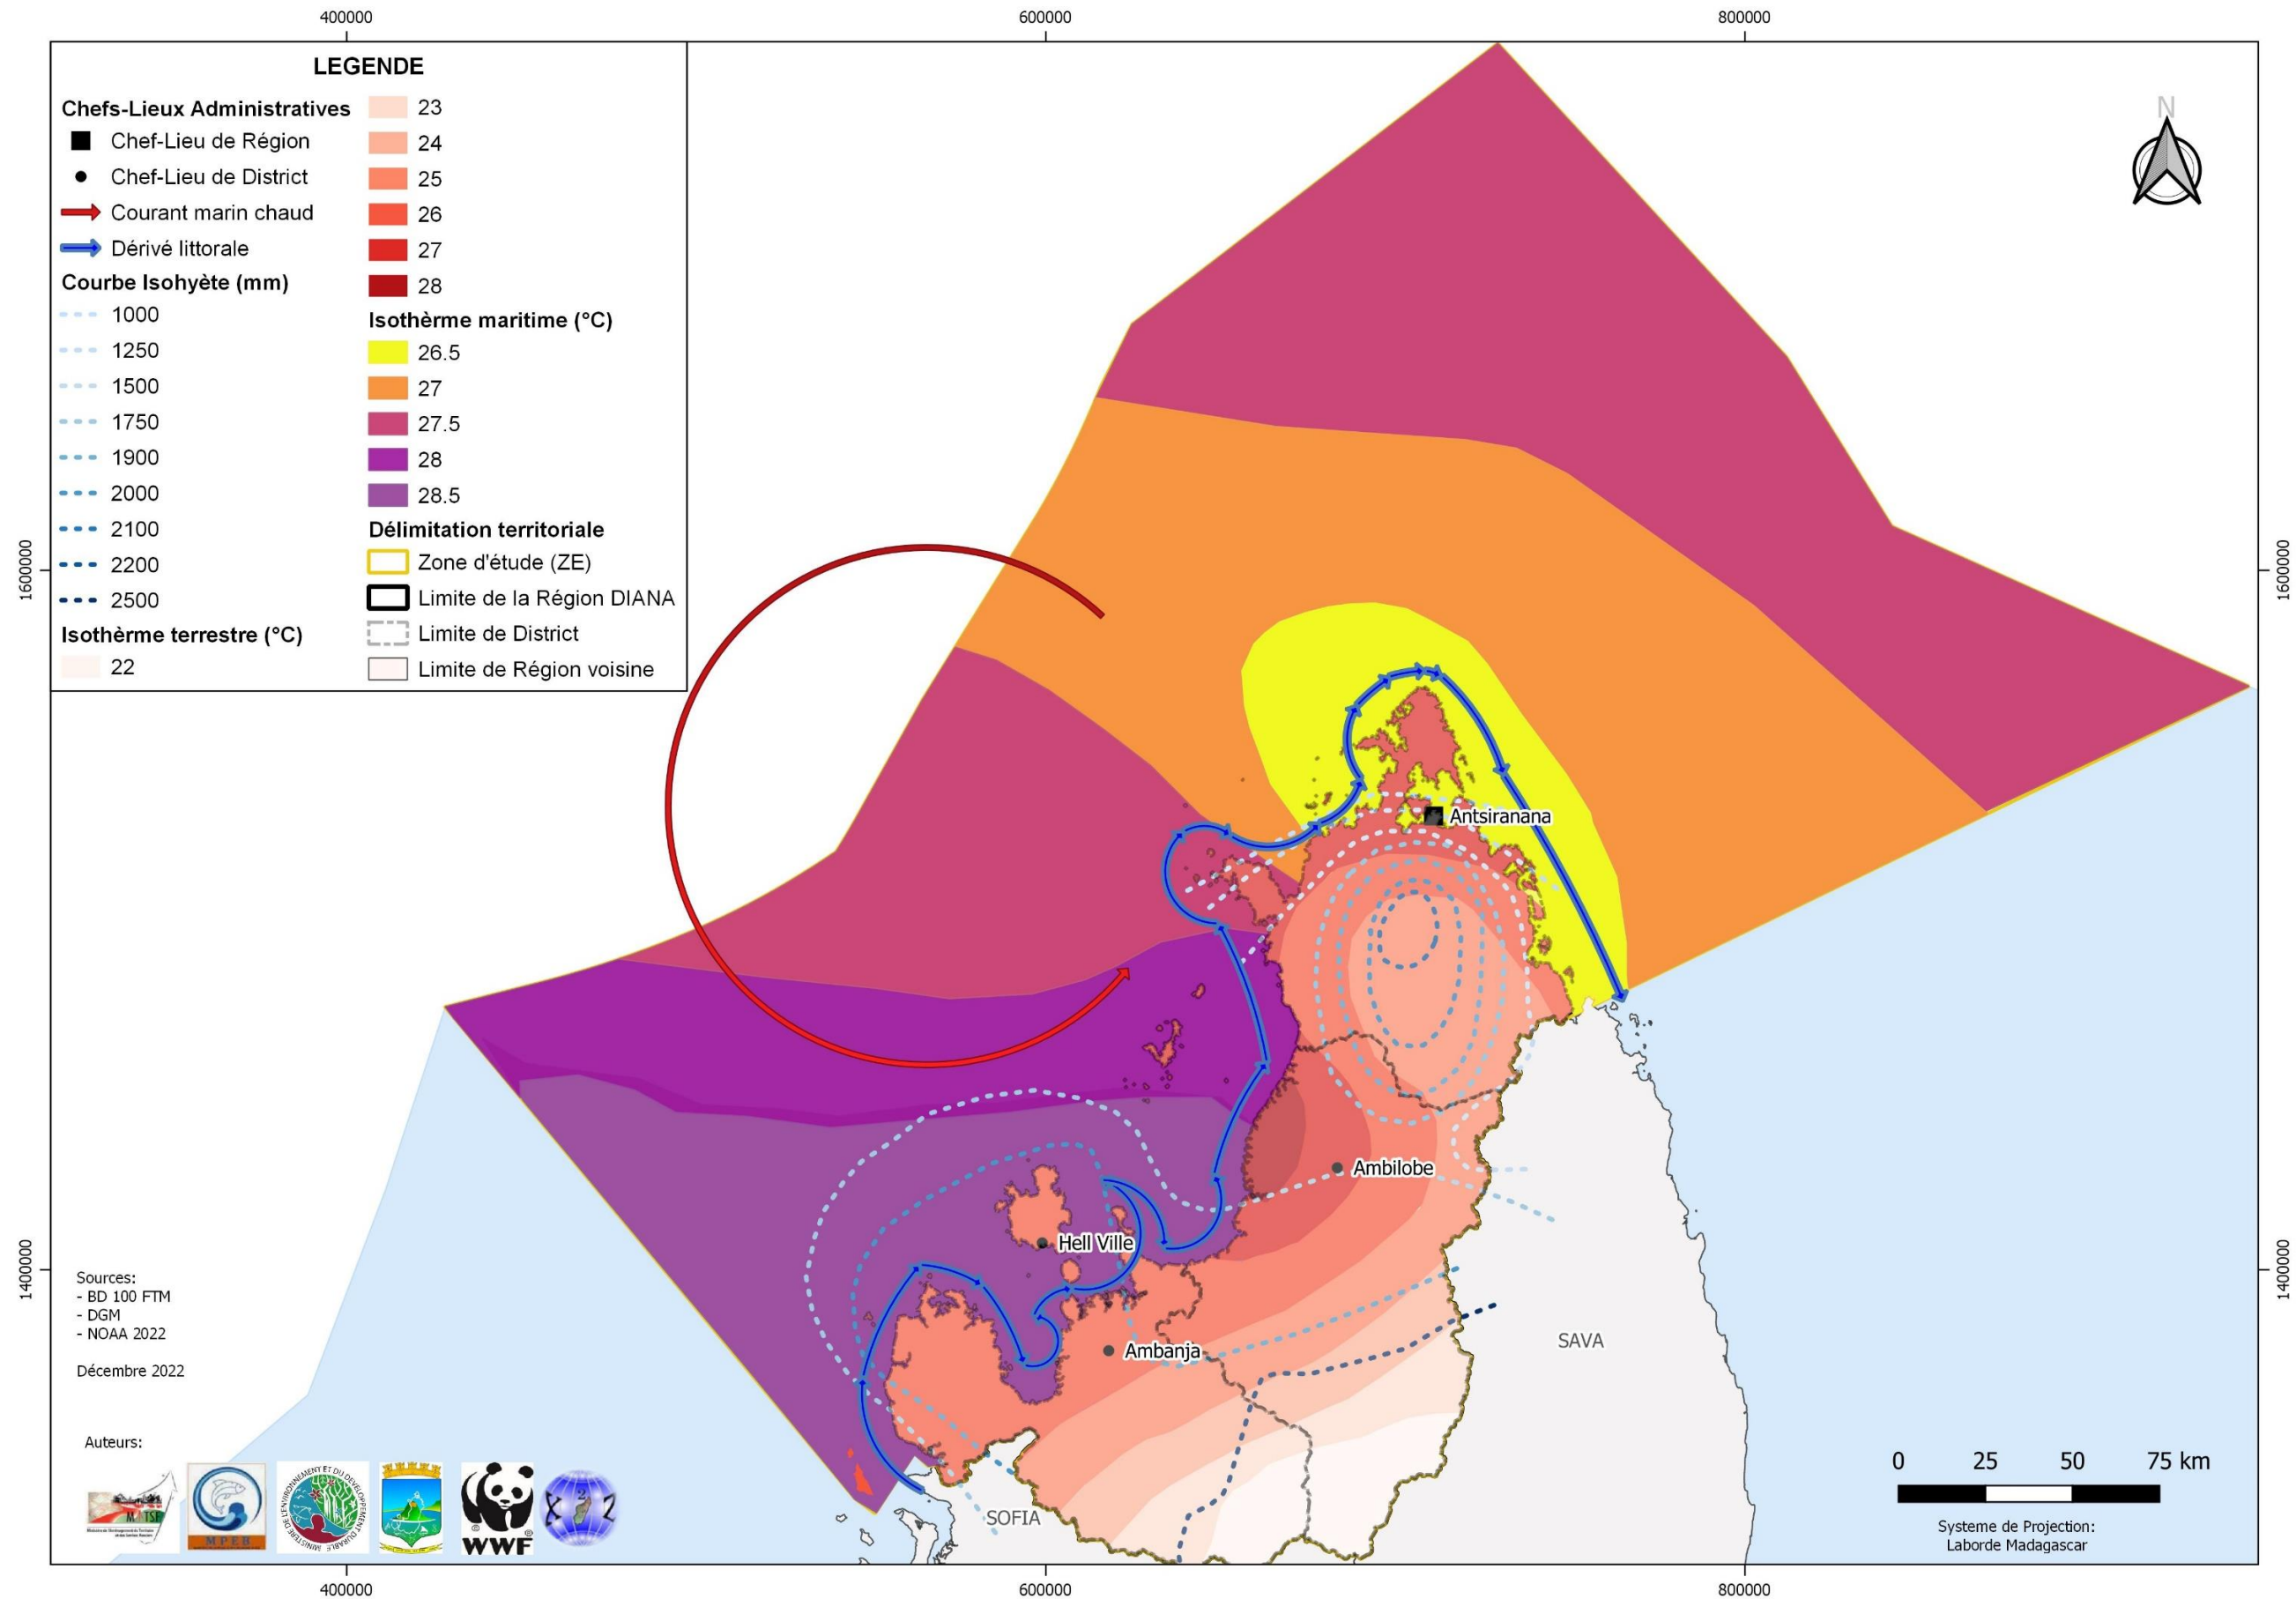 400000
600000
800000
LEGENDE
Chefs-Lieux Administratives
Chef-Lieu de Région
Chef-Lieu de District
Courant marin chaud
Dérivé littorale
Courbe Isohyète (mm)
1000
1250
1500
1750
1900
2000
2100
2200
2500
Isothèrme terrestre (°C)
22
23
24
25
26
27
28
Isothèrme maritime (°C)
26.5
27
27.5
28
28.5
Délimitation territoriale
Zone d'étude (ZE)
Limite de la Région DIANA
Limite de District
Limite de Région voisine
N
1600000
1600000
Antsiranana
Ambilobe
Hell Ville
Ambanja
SAVA
SOFIA
1400000
1400000
Sources:
- BD 100 FTM
- DGM
- NOAA 2022
Décembre 2022
Auteurs:
MPEB
WWF
X 2 Z
0 25 50 75 km
Systeme de Projection:
Laborde Madagascar
400000
600000
800000